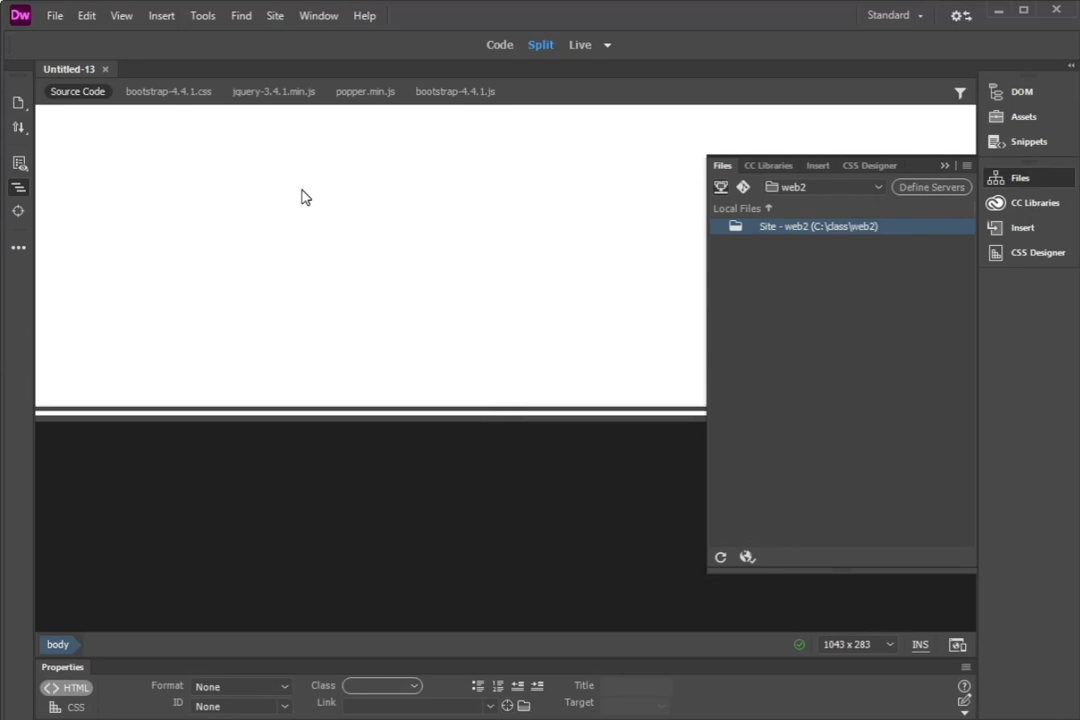 Dw File Edit View Insert Tools Find Site Window Help Standard
Code Split Live
Untitled-13
Source Code bootstrap-4.4.1.css jquery-3.4.1.min.js popper.min.js bootstrap-4.4.1.js
DOM
Assets
Snippets
Files
CC Libraries
Insert
CSS Designer
Files CC Libraries Insert CSS Designer
web2 Define Servers
Local Files
Site - web2 (C:\class\web2)
body 1043 x 283 INS
Properties
HTML Format None Class Title
CSS ID None Link Target